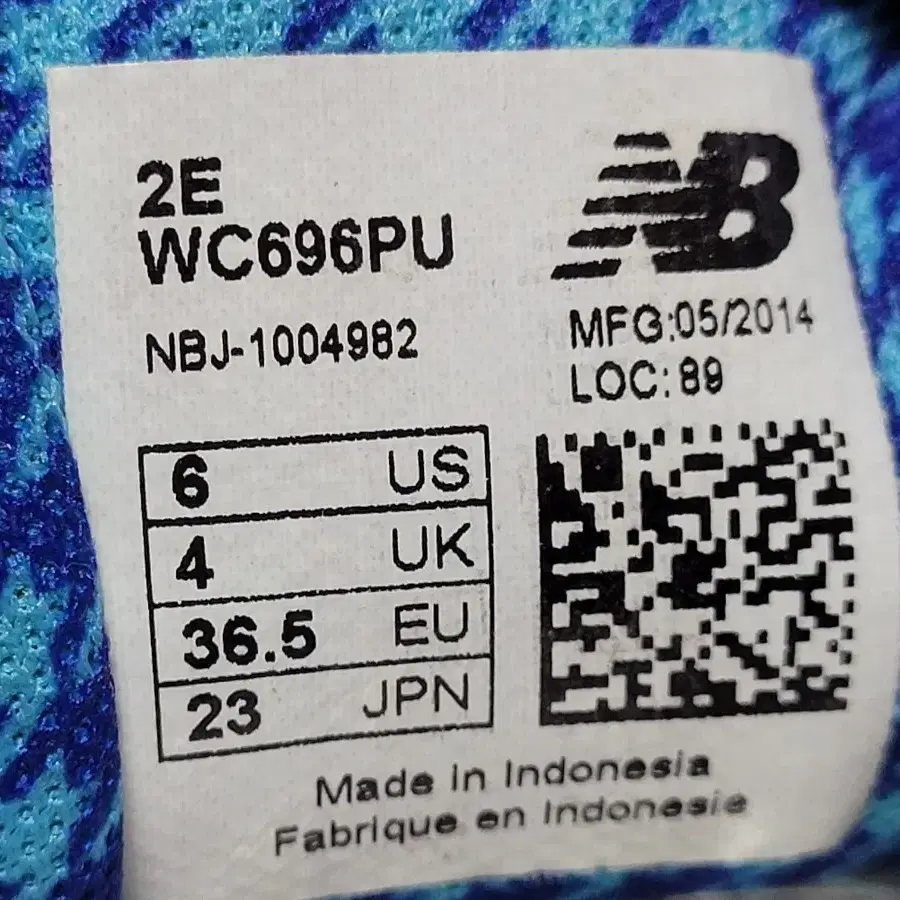 2E
WC696PU
NBJ-1004982
NB
MFG:05/2014
LOC: 89
6 US
4 UK
36.5 EU
23 JPN
Made in Indonesia
Fabrique en Indonesie